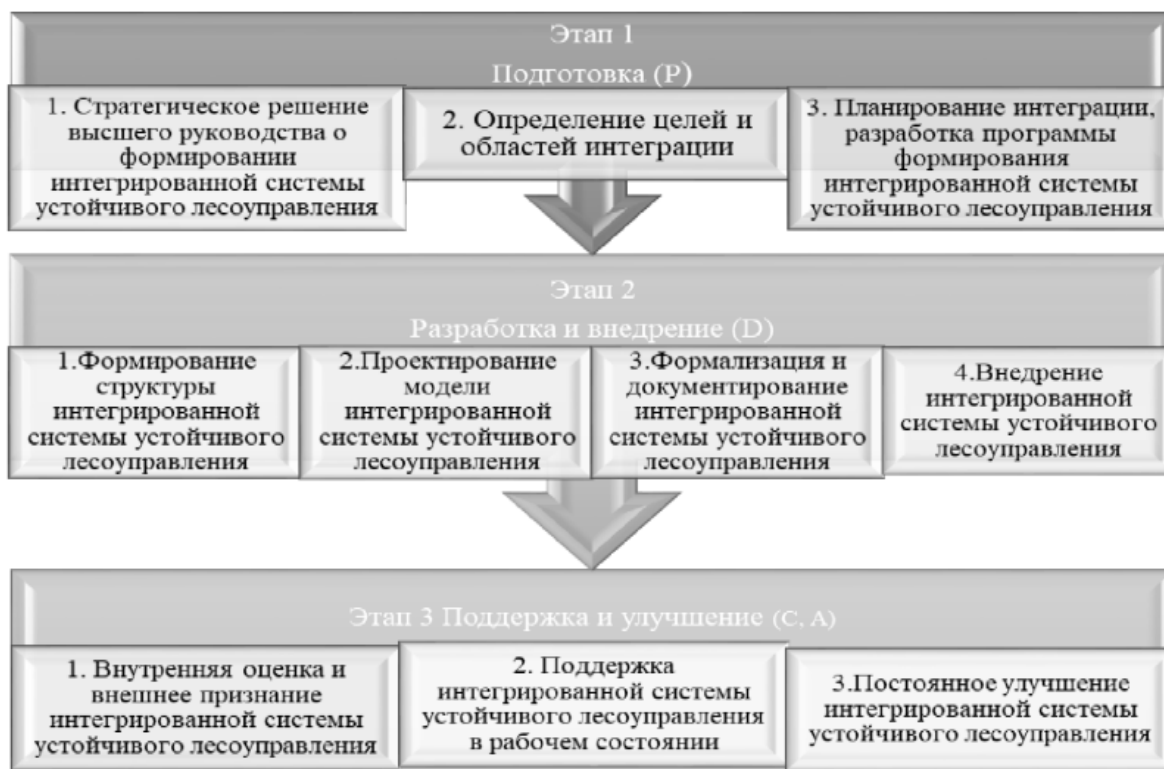 Этап 1
Подготовка (P)
1. Стратегическое решение
высшего руководства о
формировании
интегрированной системы
устойчивого лесоуправления
2. Определение целей и
областей интеграции
3. Планирование интеграции,
разработка программы
формирования
интегрированной системы
устойчивого лесоуправления
Этап 2
Разработка и внедрение (D)
1.Формирование
структуры
интегрированной
системы устойчивого
лесоуправления
2.Проектирование
модели
интегрированной
системы устойчивого
лесоуправления
3.Формализация и
документирование
интегрированной
системы устойчивого
лесоуправления
4.Внедрение
интегрированной
системы устойчивого
лесоуправления
Этап 3 Поддержка и улучшение (C, A)
1. Внутренняя оценка и
внешнее признание
интегрированной системы
устойчивого лесоуправления
2. Поддержка
интегрированной системы
устойчивого лесоуправления
в рабочем состоянии
3.Постоянное улучшение
интегрированной системы
устойчивого лесоуправления